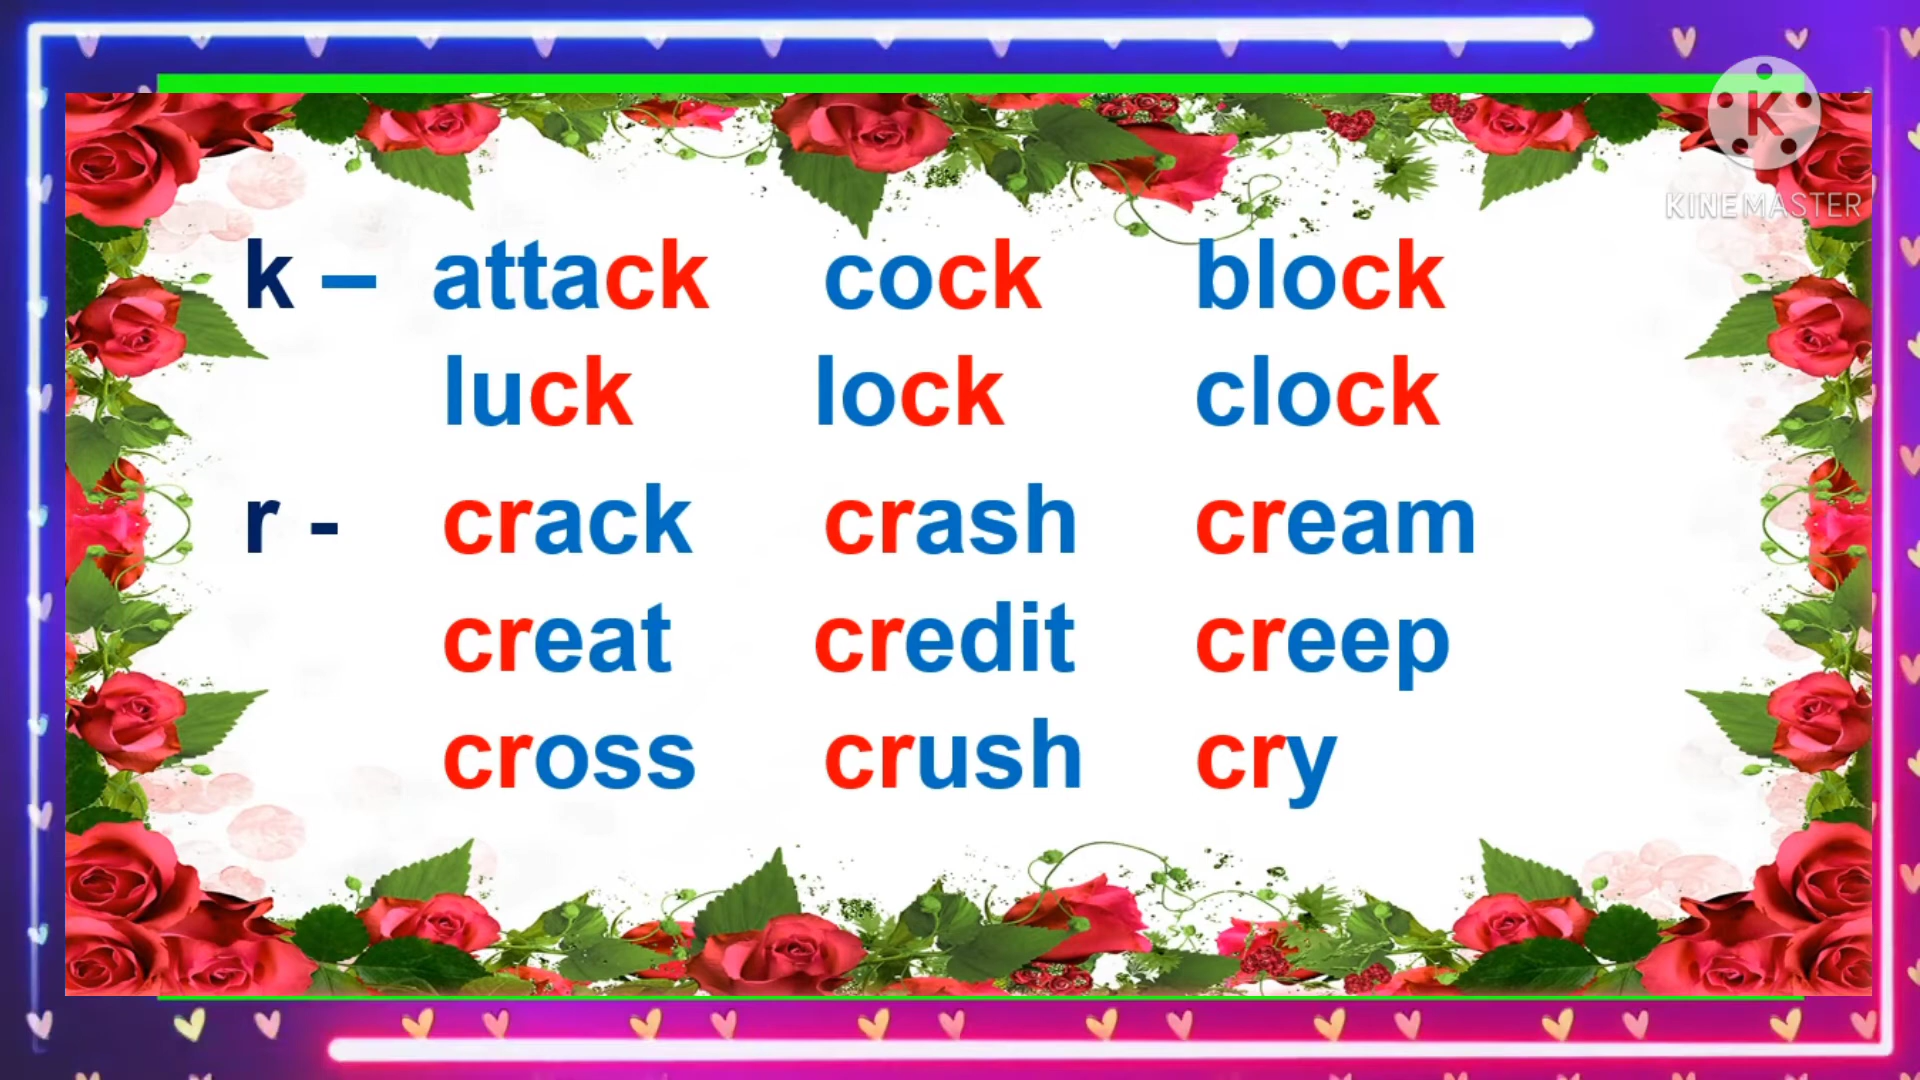 K
KINEMASTER
k – attack cock block
luck lock clock
r - crack crash cream
creat credit creep
cross crush cry